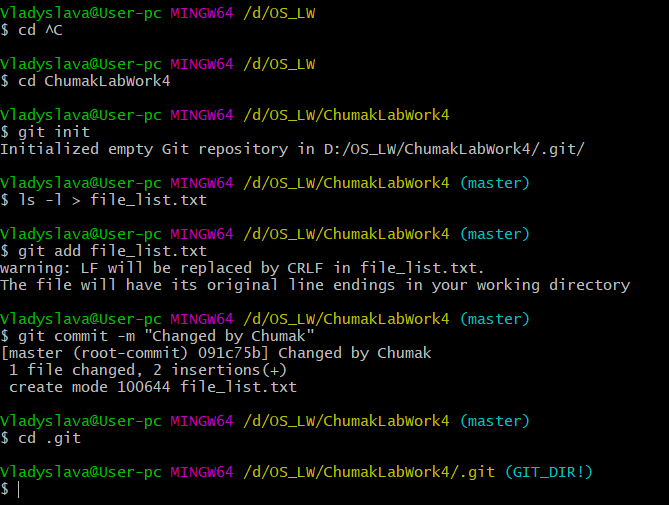 Vladyslava@User-pc MINGW64 /d/OS_LW
$ cd ^C
Vladyslava@User-pc MINGW64 /d/OS_LW
$ cd ChumakLabWork4
Vladyslava@User-pc MINGW64 /d/OS_LW/ChumakLabWork4
$ git init
Initialized empty Git repository in D:/OS_LW/ChumakLabWork4/.git/
Vladyslava@User-pc MINGW64 /d/OS_LW/ChumakLabWork4 (master)
$ ls -l > file_list.txt
Vladyslava@User-pc MINGW64 /d/OS_LW/ChumakLabWork4 (master)
$ git add file_list.txt
warning: LF will be replaced by CRLF in file_list.txt.
The file will have its original line endings in your working directory
Vladyslava@User-pc MINGW64 /d/OS_LW/ChumakLabWork4 (master)
$ git commit -m "Changed by Chumak"
[master (root-commit) 091c75b] Changed by Chumak
 1 file changed, 2 insertions(+)
 create mode 100644 file_list.txt
Vladyslava@User-pc MINGW64 /d/OS_LW/ChumakLabWork4 (master)
$ cd .git
Vladyslava@User-pc MINGW64 /d/OS_LW/ChumakLabWork4/.git (GIT_DIR!)
$